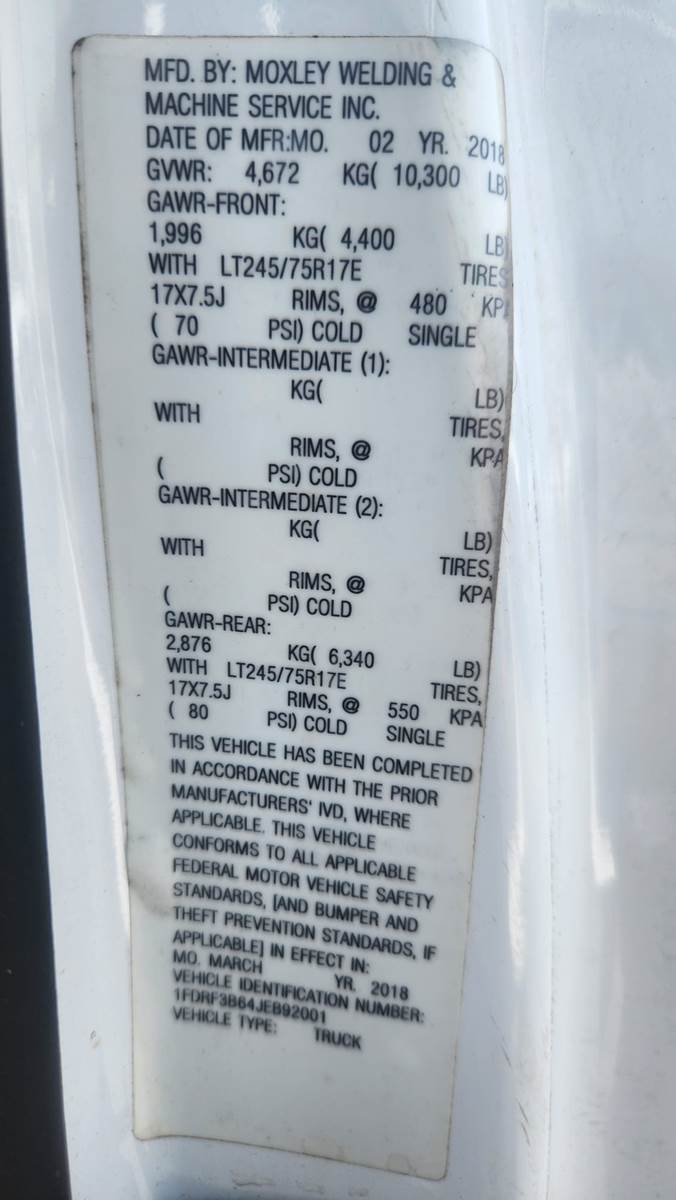 MFD. BY: MOXLEY WELDING &
MACHINE SERVICE INC.
DATE OF MFR:MO. 02 YR. 2018
GVWR: 4,672 KG( 10,300 LB)
GAWR-FRONT:
1,996 KG( 4,400 LB)
WITH LT245/75R17E TIRES
17X7.5J RIMS, @ 480 KPA
( 70 PSI) COLD SINGLE
GAWR-INTERMEDIATE (1):
KG( LB)
WITH TIRES,
RIMS, @ KPA
( PSI) COLD
GAWR-INTERMEDIATE (2):
KG( LB)
WITH TIRES,
RIMS, @ KPA
( PSI) COLD
GAWR-REAR:
2,876 KG( 6,340 LB)
WITH LT245/75R17E TIRES,
17X7.5J RIMS, @ 550 KPA
( 80 PSI) COLD SINGLE
THIS VEHICLE HAS BEEN COMPLETED
IN ACCORDANCE WITH THE PRIOR
MANUFACTURERS' IVD, WHERE
APPLICABLE. THIS VEHICLE
CONFORMS TO ALL APPLICABLE
FEDERAL MOTOR VEHICLE SAFETY
STANDARDS, [AND BUMPER AND
THEFT PREVENTION STANDARDS, IF
APPLICABLE] IN EFFECT IN:
MO. MARCH YR. 2018
VEHICLE IDENTIFICATION NUMBER:
1FDRF3B64JEB92001
VEHICLE TYPE: TRUCK